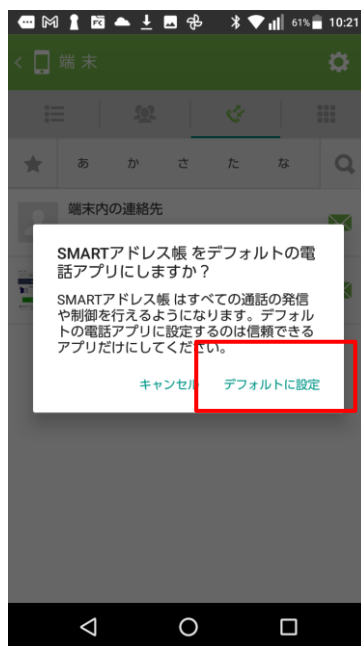 61% 10:21
端末
あ か さ た な
端末内の連絡先
SMARTアドレス帳 をデフォルトの電
話アプリにしますか？
SMARTアドレス帳 はすべての通話の発信
や制御を行えるようになります。デフォル
トの電話アプリに設定するのは信頼できる
アプリだけにしてください。
キャンセル デフォルトに設定